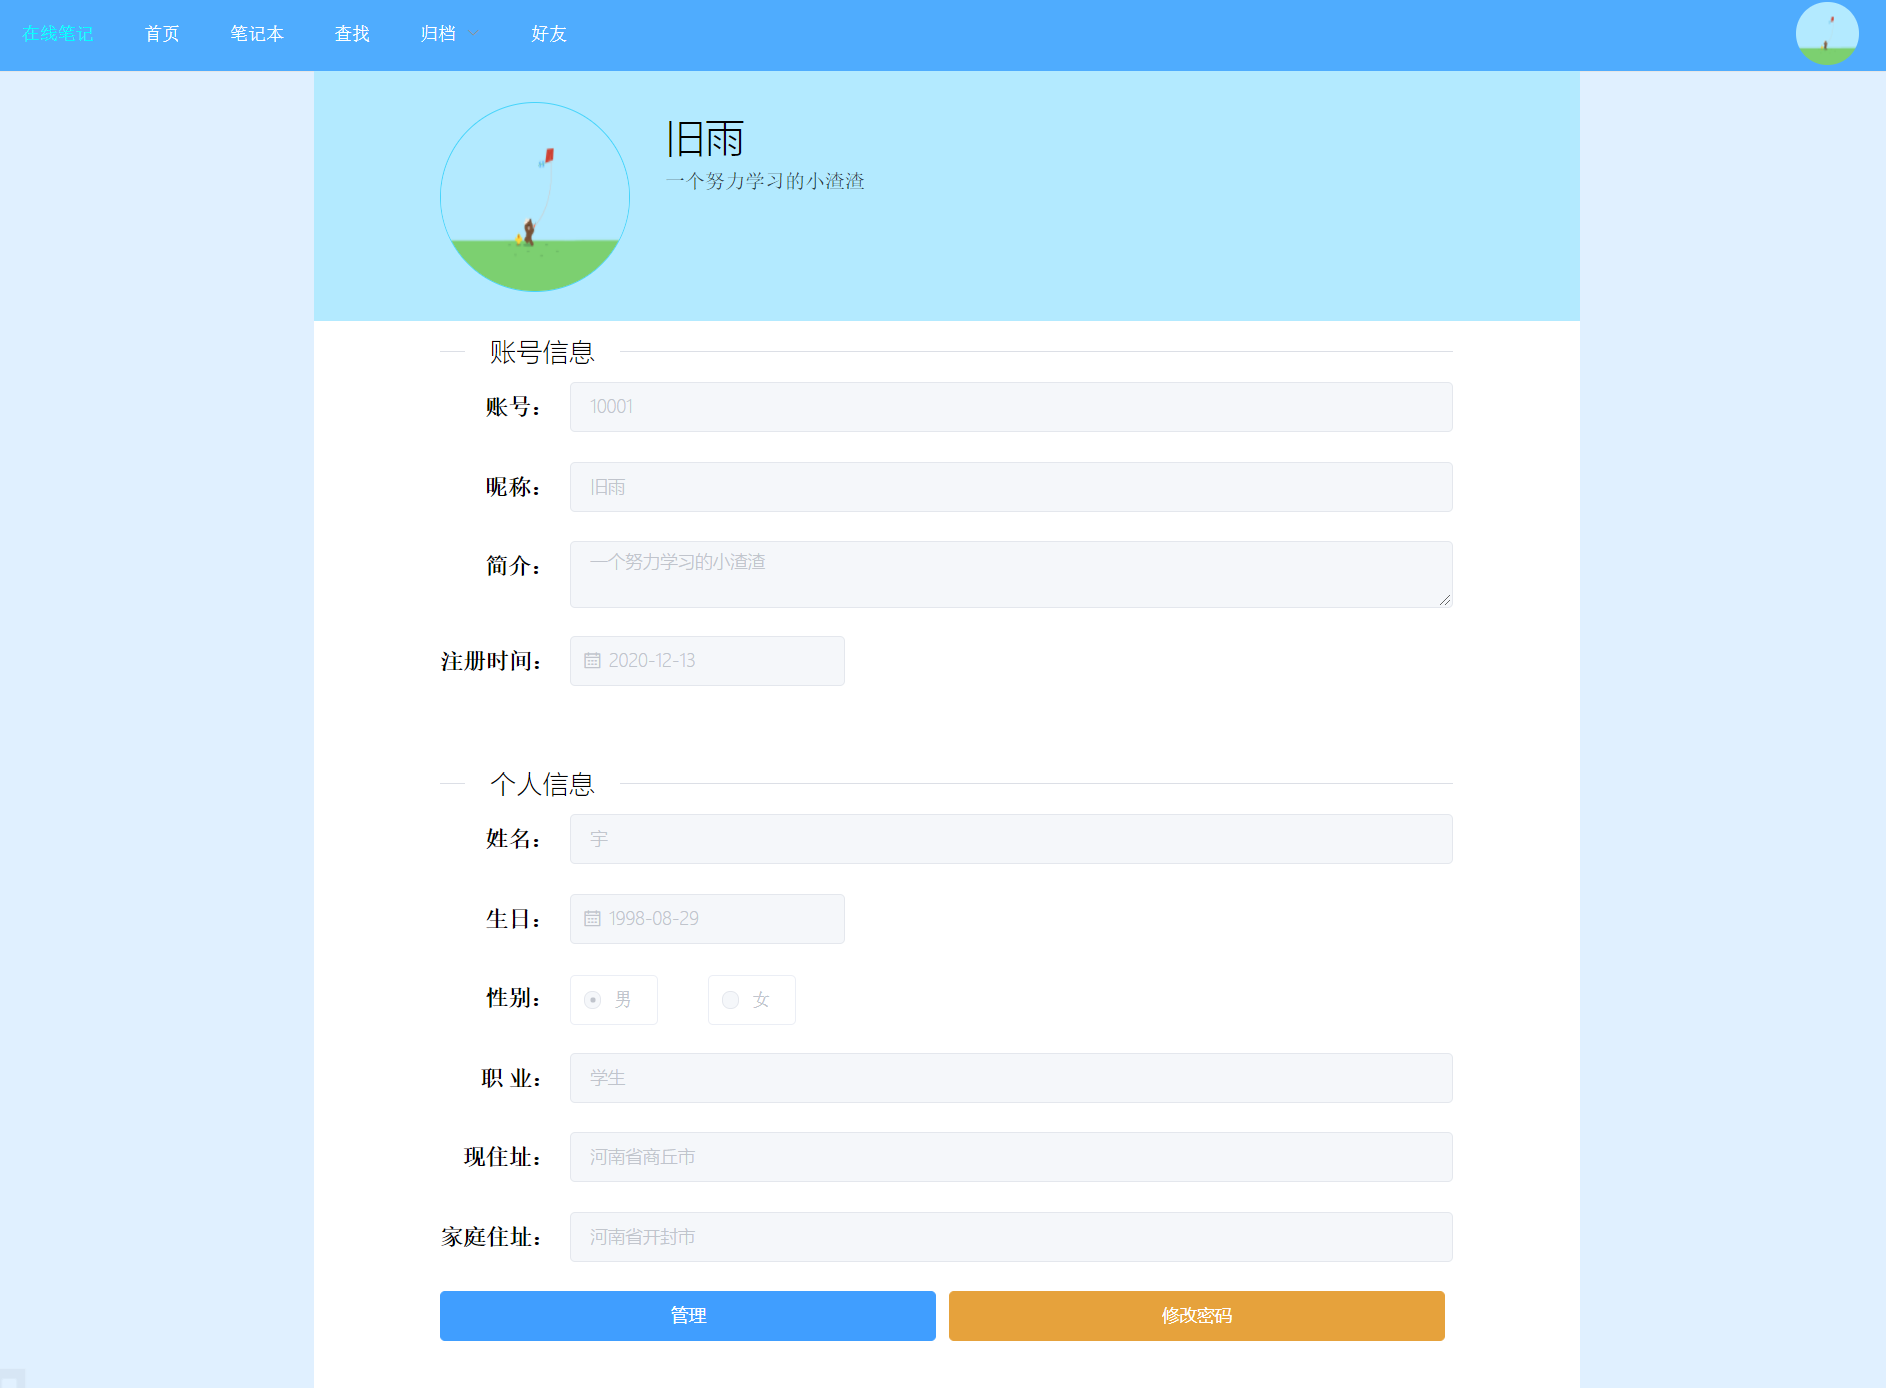 在线笔记 首页 笔记本 查找 归档 好友
旧雨
一个努力学习的小渣渣
账号信息
账号： 10001
昵称： 旧雨
简介： 一个努力学习的小渣渣
注册时间： 2020-12-13
个人信息
姓名： 宇
生日： 1998-08-29
性别： 男 女
职 业： 学生
现住址： 河南省商丘市
家庭住址： 河南省开封市
管理 修改密码